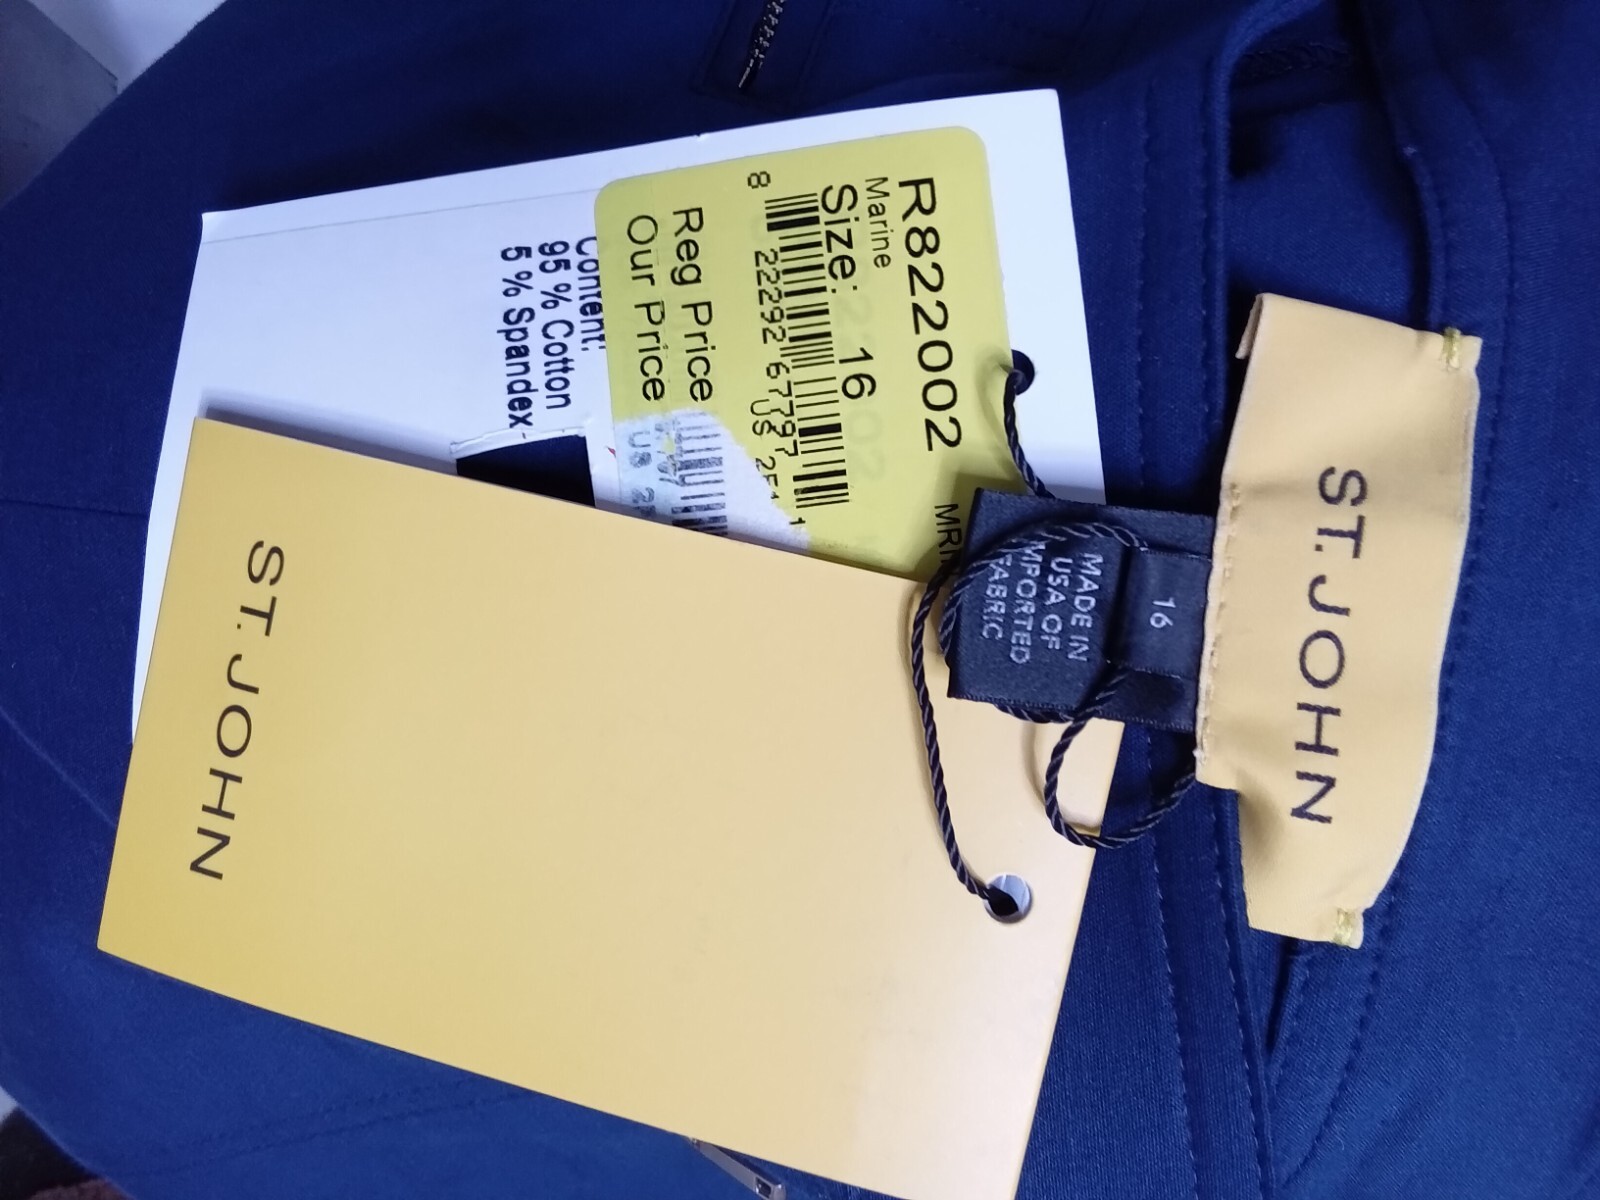 R822002
Marine
Size: 16
8 22292 67797 1
Reg Price
Our Price
Content:
95 % Cotton
5 % Spandex
ST. JOHN
16
MADE IN
USA OF
IMPORTED
FABRIC
ST. JOHN